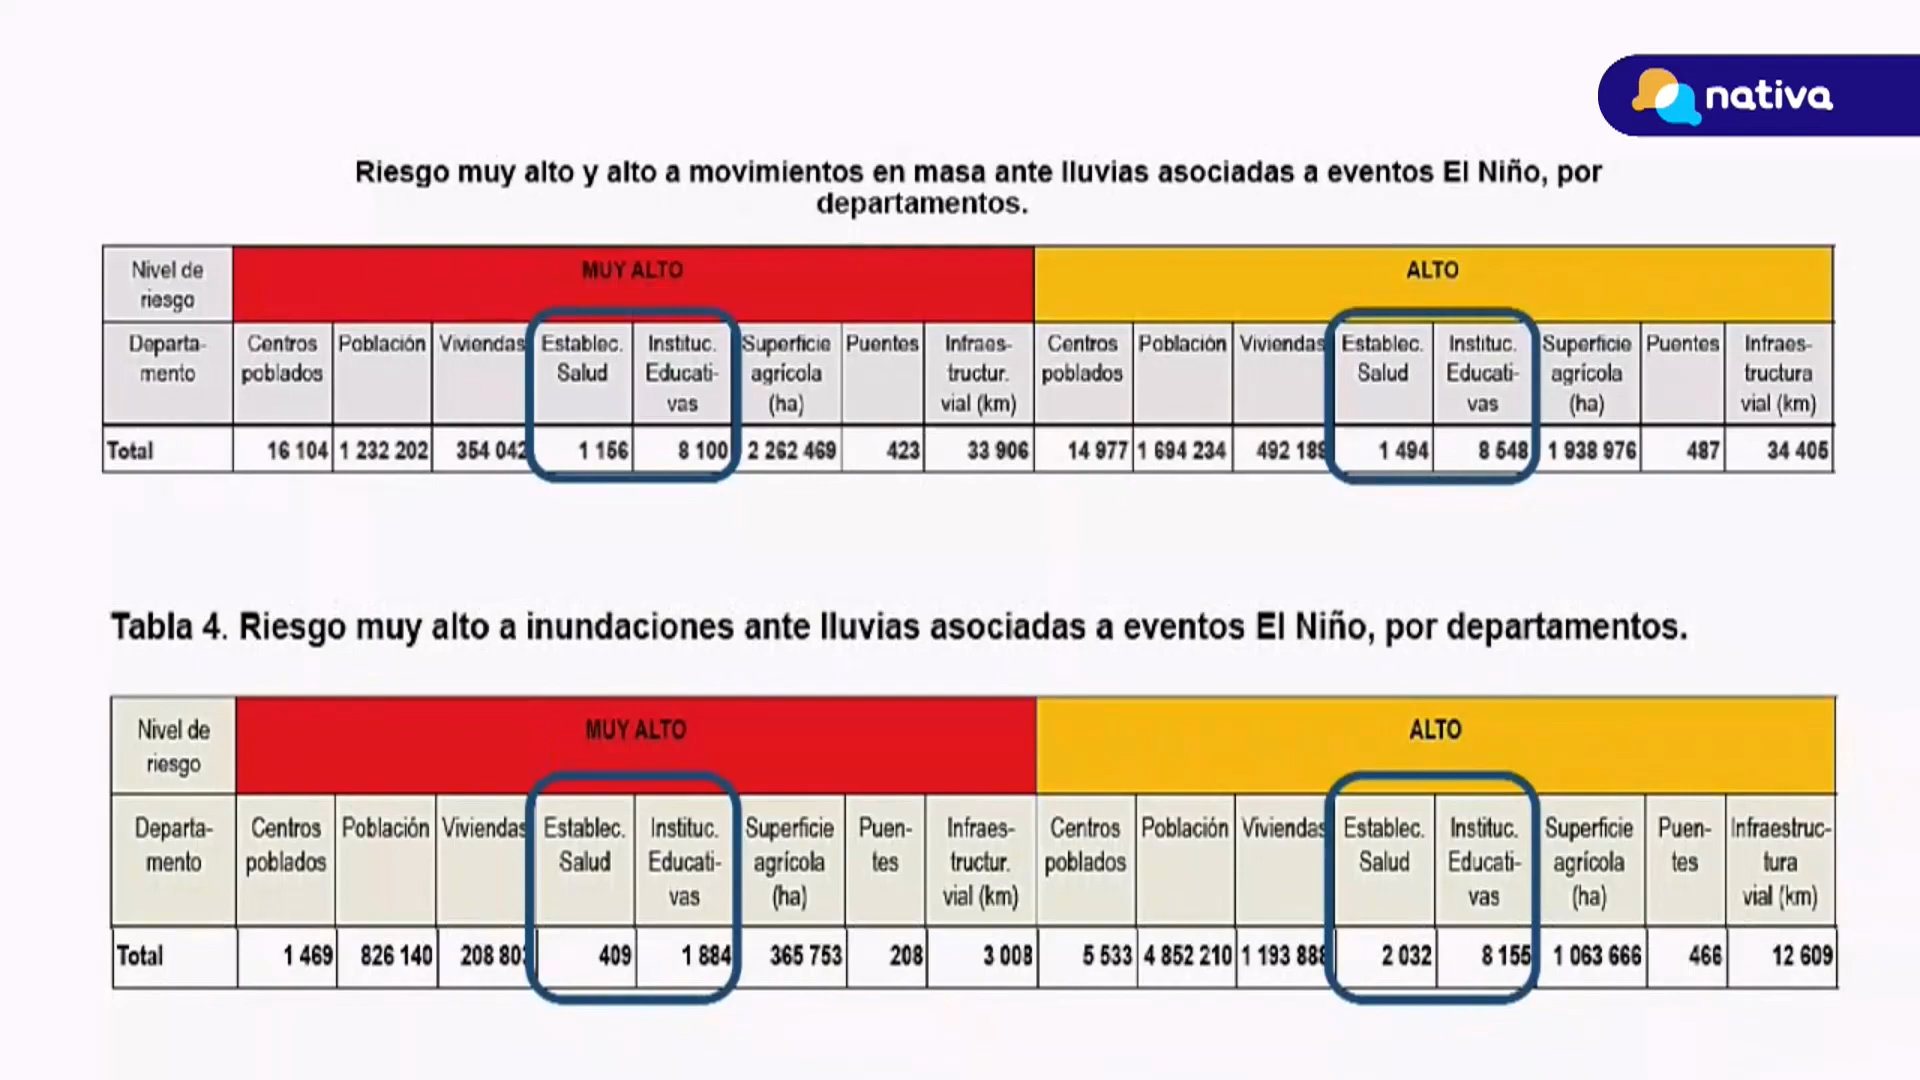 nativa
Riesgo muy alto y alto a movimientos en masa ante lluvias asociadas a eventos El Niño, por
departamentos.
Nivel de riesgo MUY ALTO ALTO
Departa-mento Centros poblados Población Viviendas Establec. Salud Instituc. Educati-vas Superficie agrícola (ha) Puentes Infraes-tructur. vial (km) Centros poblados Población Viviendas Establec. Salud Instituc. Educati-vas Superficie agrícola (ha) Puentes Infraes-tructura vial (km)
Total 16 104 1 232 202 354 042 1 156 8 100 2 262 469 423 33 906 14 977 1 694 234 492 189 1 494 8 548 1 938 976 487 34 405
Tabla 4. Riesgo muy alto a inundaciones ante lluvias asociadas a eventos El Niño, por departamentos.
Nivel de riesgo MUY ALTO ALTO
Departa-mento Centros poblados Población Viviendas Establec. Salud Instituc. Educati-vas Superficie agrícola (ha) Puen-tes Infraes-tructur. vial (km) Centros poblados Población Viviendas Establec. Salud Instituc. Educati-vas Superficie agrícola (ha) Puen-tes Infraestruc-tura vial (km)
Total 1 469 826 140 409 1 884 365 753 208 3 008 5 533 4 852 210 1 193 888 2 032 8 155 1 063 666 466 12 609